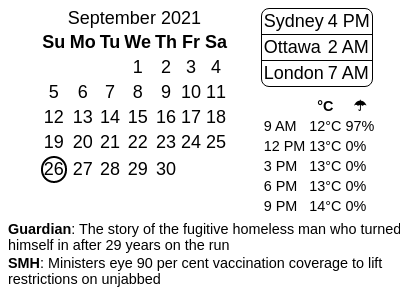 September 2021
Su Mo Tu We Th Fr Sa
1 2 3 4
5 6 7 8 9 10 11
12 13 14 15 16 17 18
19 20 21 22 23 24 25
26 27 28 29 30
Sydney 4 PM
Ottawa 2 AM
London 7 AM
°C ☂
9 AM 12°C 97%
12 PM 13°C 0%
3 PM 13°C 0%
6 PM 13°C 0%
9 PM 14°C 0%
Guardian: The story of the fugitive homeless man who turned
himself in after 29 years on the run
SMH: Ministers eye 90 per cent vaccination coverage to lift
restrictions on unjabbed